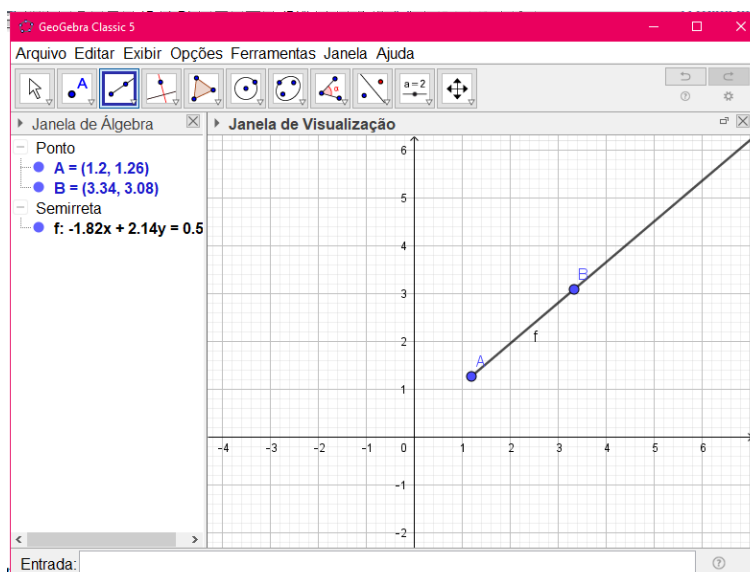 GeoGebra Classic 5
Arquivo Editar Exibir Opções Ferramentas Janela Ajuda
A
α
a=2
Janela de Álgebra
Janela de Visualização
Ponto
A = (1.2, 1.26)
B = (3.34, 3.08)
Semirreta
f: -1.82x + 2.14y = 0.5
6
5
4
3
2
1
0
-1
-2
-4 -3 -2 -1 1 2 3 4 5 6
A
B
f
Entrada: